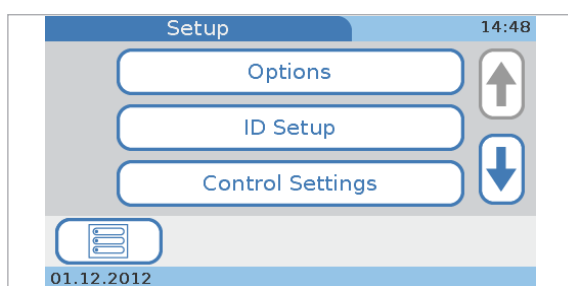 Setup
14:48
Options
ID Setup
Control Settings
01.12.2012